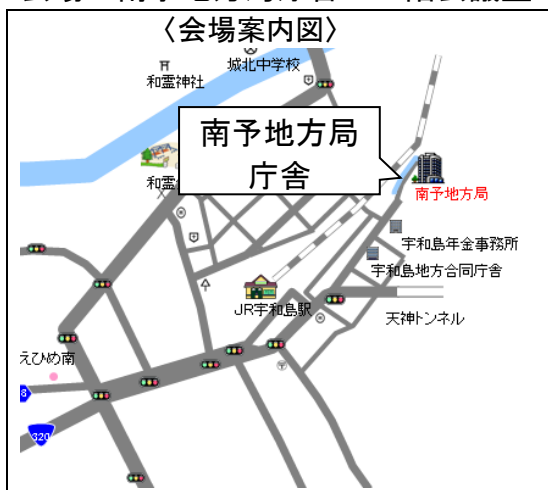 〈会場案内図〉
城北中学校
和霊神社
南予地方局
庁舎
和霊
南予地方局
宇和島年金事務所
宇和島地方合同庁舎
JR宇和島駅
天神トンネル
えひめ南
320